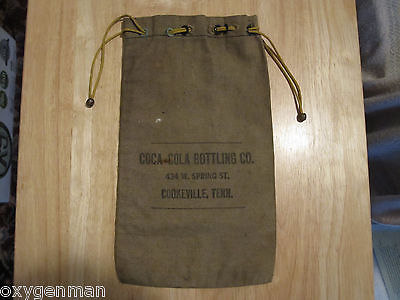 COCA-COLA BOTTLING CO.
434 W. SPRING ST.
COOKEVILLE, TENN.
oxygenman